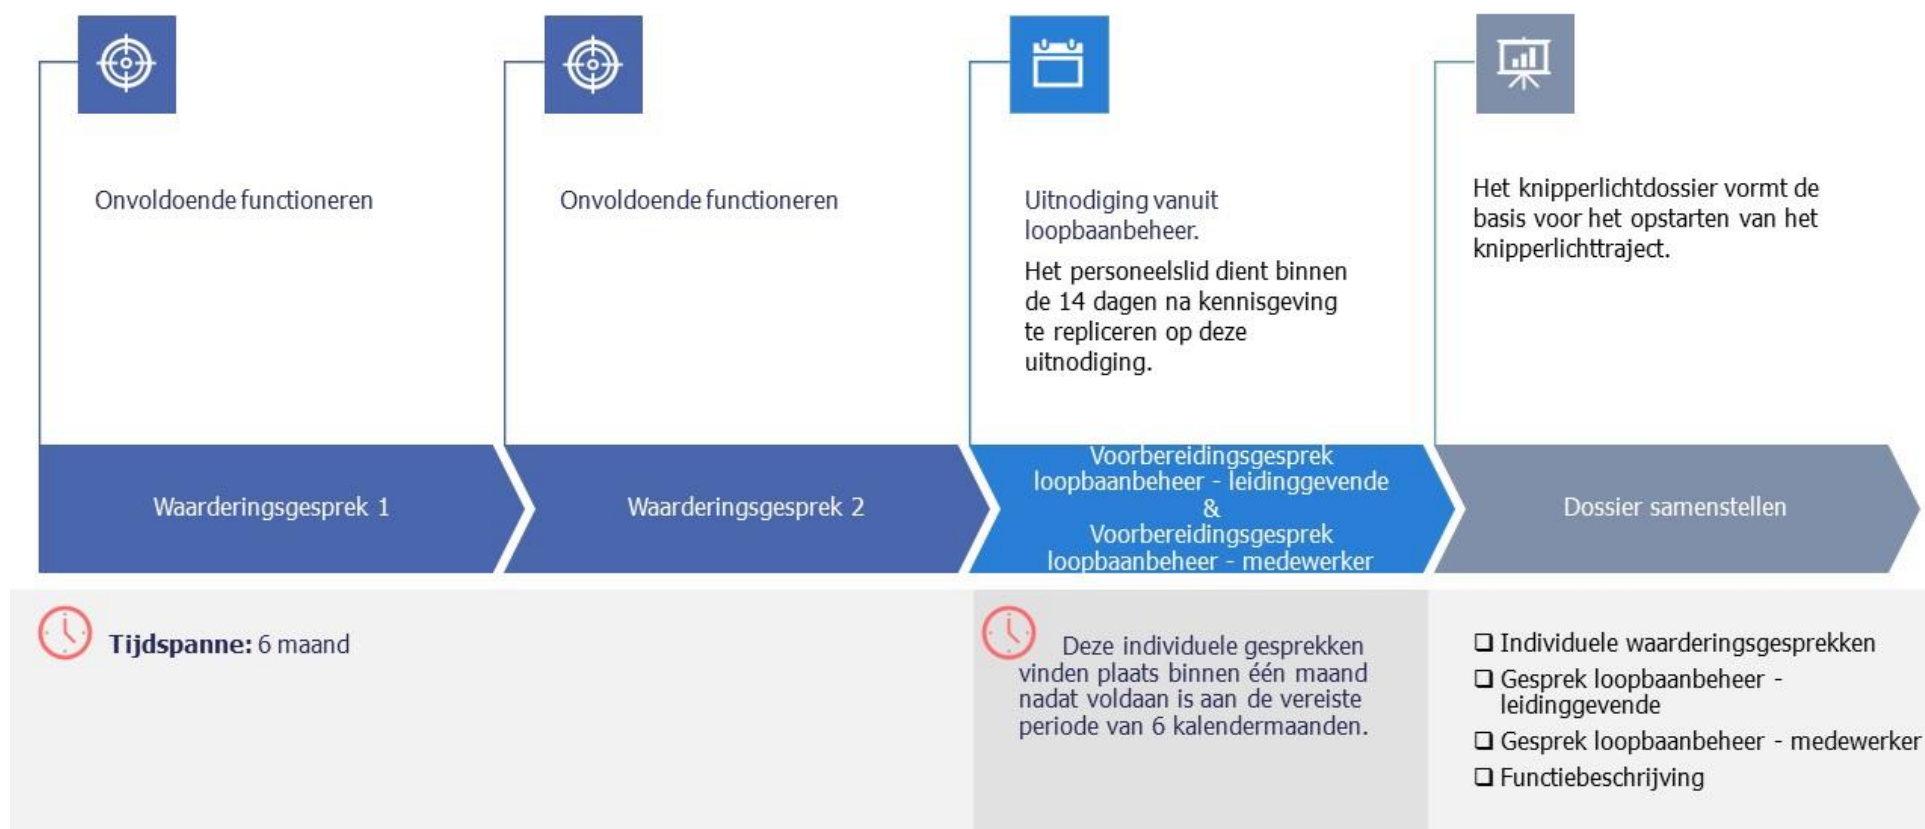 Onvoldoende functioneren
Onvoldoende functioneren
Uitnodiging vanuit
loopbaanbeheer.
Het personeelslid dient binnen
de 14 dagen na kennisgeving
te repliceren op deze
uitnodiging.
Het knipperlichtdossier vormt de
basis voor het opstarten van het
knipperlichttraject.
Waarderingsgesprek 1
Waarderingsgesprek 2
Voorbereidingsgesprek
loopbaanbeheer - leidinggevende
&
Voorbereidingsgesprek
loopbaanbeheer - medewerker
Dossier samenstellen
Tijdspanne: 6 maand
Deze individuele gesprekken
vinden plaats binnen één maand
nadat voldaan is aan de vereiste
periode van 6 kalendermaanden.
❑ Individuele waarderingsgesprekken
❑ Gesprek loopbaanbeheer -
leidinggevende
❑ Gesprek loopbaanbeheer - medewerker
❑ Functiebeschrijving